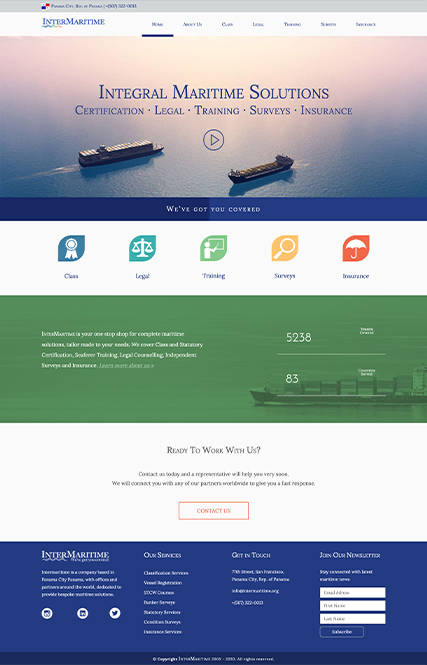 Panama City, Rep. of Panama | +(507) 322-0013
InterMaritime
Home About Us Class Legal Training Surveys Insurance
Integral Maritime Solutions
Certification · Legal · Training · Surveys · Insurance
We've got you covered
Class Legal Training Surveys Insurance
InterMaritime is your one stop shop for complete maritime
solutions, tailor made to your needs. We cover Class and Statutory
Certification, Seafarer Training, Legal Counselling, Independent
Surveys and Insurance. Learn more about us »
5238
Vessels
Covered
83
Countries
Served
Ready To Work With Us?
Contact us today and a representative will help you very soon.
We will connect you with any of our partners worldwide to give you a fast response.
CONTACT US
InterMaritime
We've got you covered
Intermaritime is a company based in
Panama City Panama, with offices and
partners around the world, dedicated to
provide bespoke maritime solutions.
Our Services
Classification Services
Vessel Registration
STCW Courses
Bunker Surveys
Statutory Services
Condition Surveys
Insurance Services
Get in Touch
77th Street, San Francisco,
Panama City, Rep. of Panama
info@intermaritime.org
+(507) 322-0013
Join Our Newsletter
Stay connected with latest
maritime news
Email Adress
First Name
Last Name
Subscribe
© Copyright InterMaritime 2005 - 2020. All rights reserved.